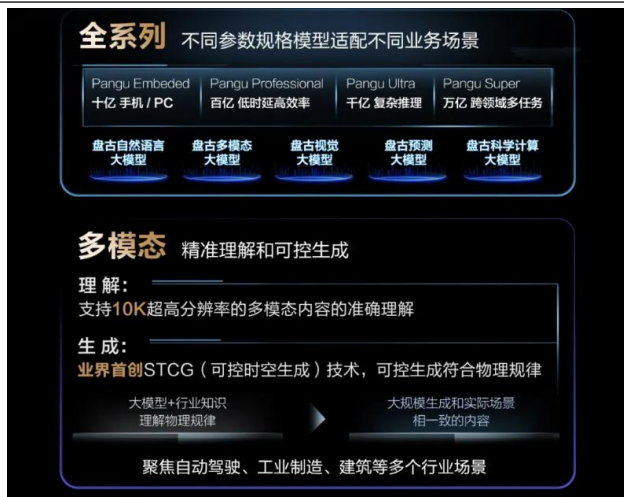 全系列 不同参数规格模型适配不同业务场景
Pangu Embeded
十亿 手机 / PC
Pangu Professional
百亿 低时延高效率
Pangu Ultra
千亿 复杂推理
Pangu Super
万亿 跨领域多任务
盘古自然语言
大模型
盘古多模态
大模型
盘古视觉
大模型
盘古预测
大模型
盘古科学计算
大模型
多模态 精准理解和可控生成
理 解：
支持10K超高分辨率的多模态内容的准确理解
生 成：
业界首创STCG（可控时空生成）技术，可控生成符合物理规律
大模型+行业知识
理解物理规律
大规模生成和实际场景
相一致的内容
聚焦自动驾驶、工业制造、建筑等多个行业场景